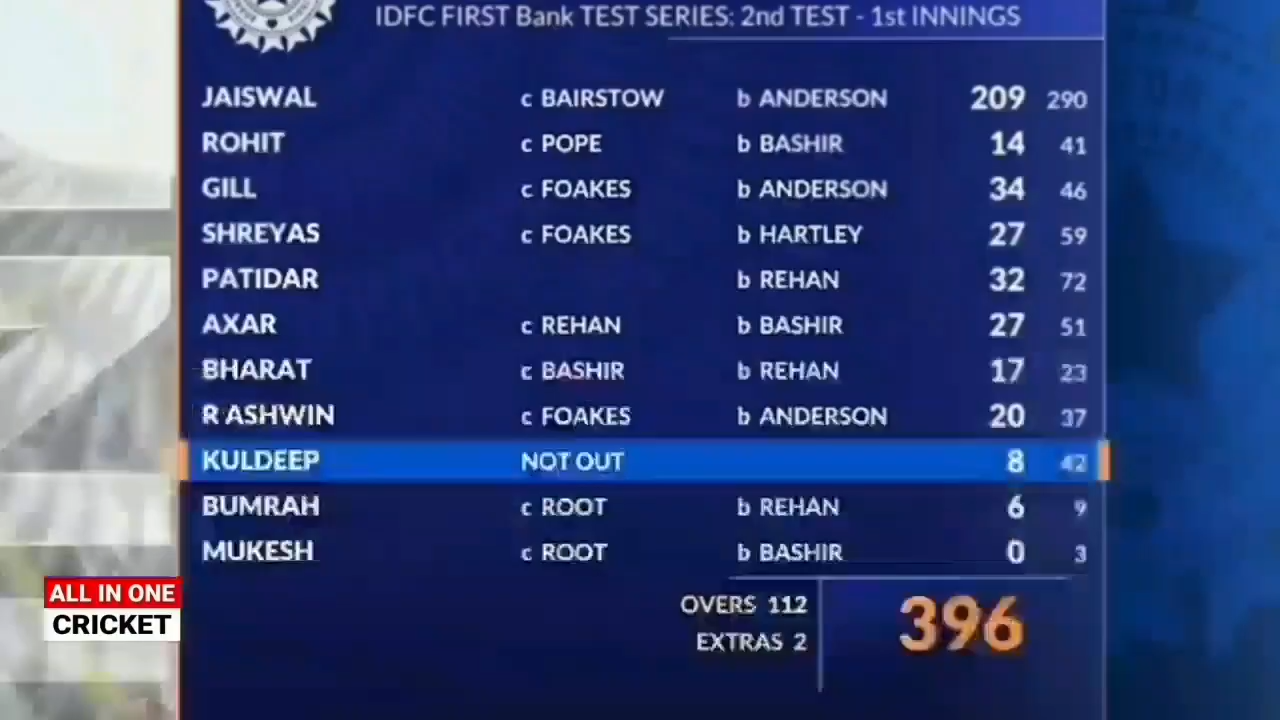 IDFC FIRST Bank TEST SERIES: 2nd TEST - 1st INNINGS
JAISWAL c BAIRSTOW b ANDERSON 209 290
ROHIT c POPE b BASHIR 14 41
GILL c FOAKES b ANDERSON 34 46
SHREYAS c FOAKES b HARTLEY 27 59
PATIDAR b REHAN 32 72
AXAR c REHAN b BASHIR 27 51
BHARAT c BASHIR b REHAN 17 23
R ASHWIN c FOAKES b ANDERSON 20 37
KULDEEP NOT OUT 8 42
BUMRAH c ROOT b REHAN 6 9
MUKESH c ROOT b BASHIR 0 3
ALL IN ONE
CRICKET
OVERS 112
EXTRAS 2
396